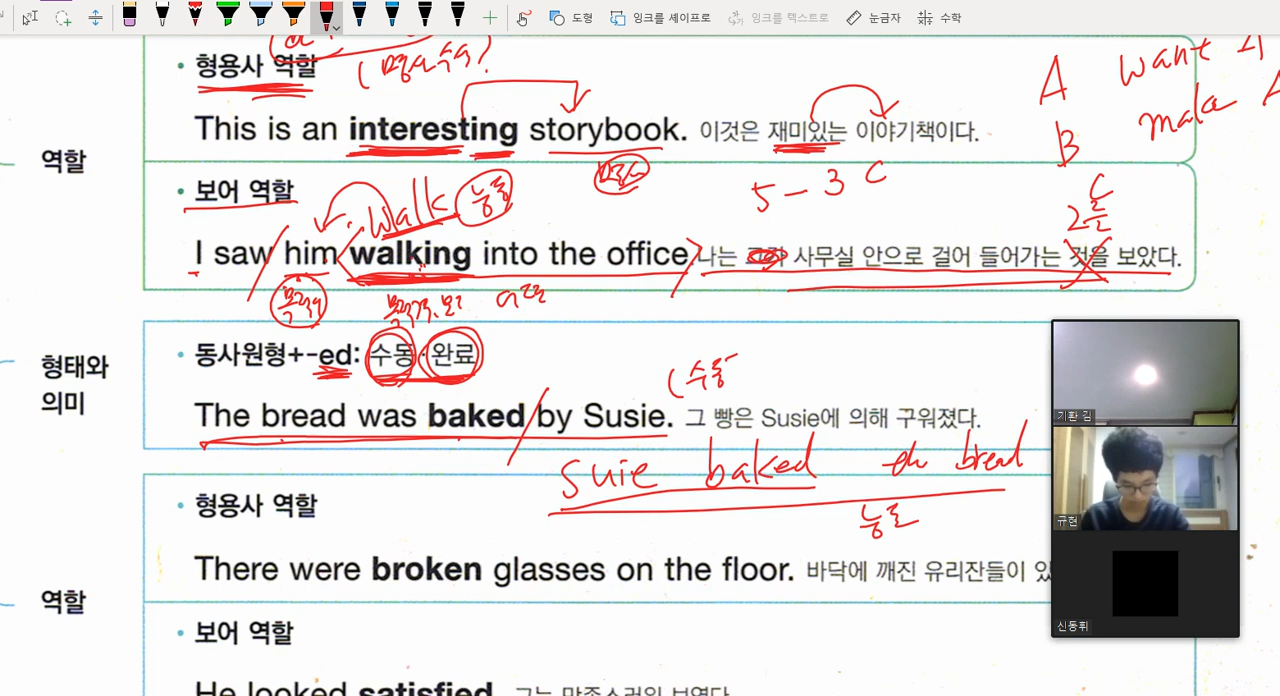 도형 잉크를 셰이프로 잉크를 텍스트로 눈금자 수학
A want
B make
• 형용사 역할
This is an interesting storybook. 이것은 재미있는 이야기책이다.
역할
5 - 3 C
• 보어 역할
walk 능동
I saw him walking into the office 나는 사무실 안으로 걸어 들어가는 것을 보았다.
형태와
의미
• 동사원형+-ed: 수동·완료
(수동
The bread was baked by Susie. 그 빵은 Susie에 의해 구워졌다.
Suie baked the bread
능동
기환 김
규현
신동휘
• 형용사 역할
There were broken glasses on the floor. 바닥에 깨진 유리잔들이 있
역할
• 보어 역할
He looked satisfied. 그는 만족스러워 보였다.